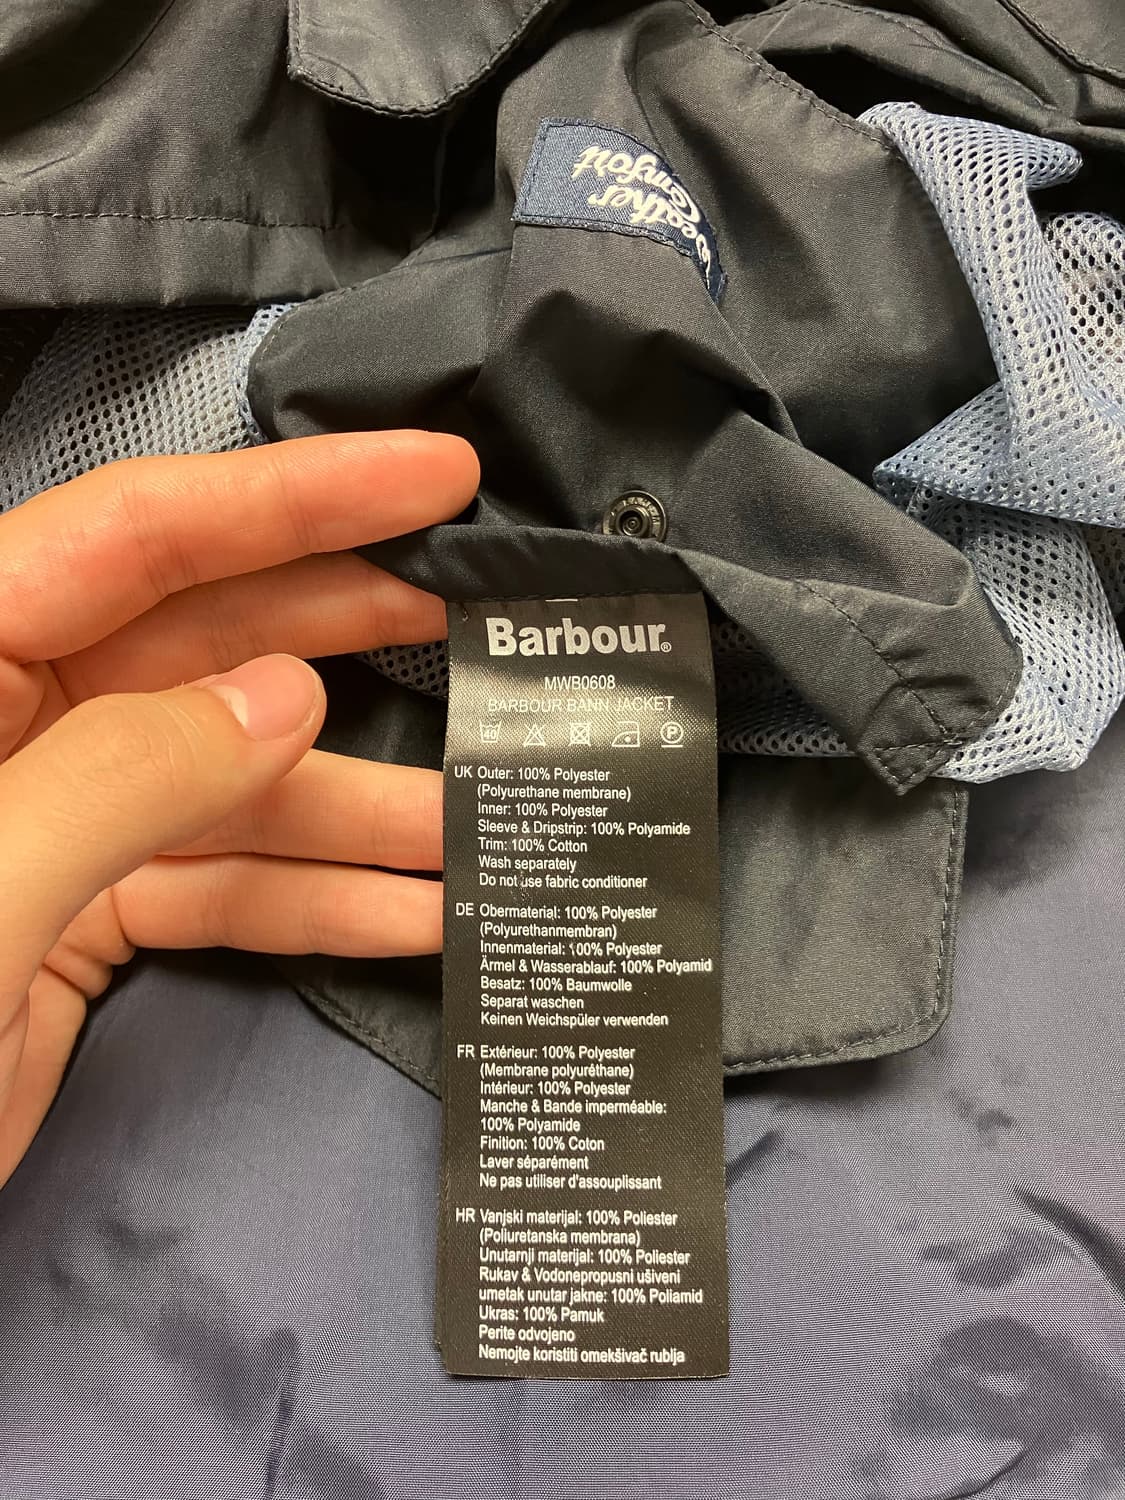 Weather
Comfort
Barbour®
MWB0608
BARBOUR BANN JACKET
40
P
UK Outer: 100% Polyester
(Polyurethane membrane)
Inner: 100% Polyester
Sleeve & Dripstrip: 100% Polyamide
Trim: 100% Cotton
Wash separately
Do not use fabric conditioner
DE Obermaterial: 100% Polyester
(Polyurethanmembran)
Innenmaterial: 100% Polyester
Ärmel & Wasserablauf: 100% Polyamid
Besatz: 100% Baumwolle
Separat waschen
Keinen Weichspüler verwenden
FR Extérieur: 100% Polyester
(Membrane polyuréthane)
Intérieur: 100% Polyester
Manche & Bande imperméable:
100% Polyamide
Finition: 100% Coton
Laver séparément
Ne pas utiliser d'assouplissant
HR Vanjski materijal: 100% Poliester
(Poliuretanska membrana)
Unutarnji materijal: 100% Poliester
Rukav & Vodonepropusni ušiveni
umetak unutar jakne: 100% Poliamid
Ukras: 100% Pamuk
Perite odvojeno
Nemojte koristiti omekšivač rublja